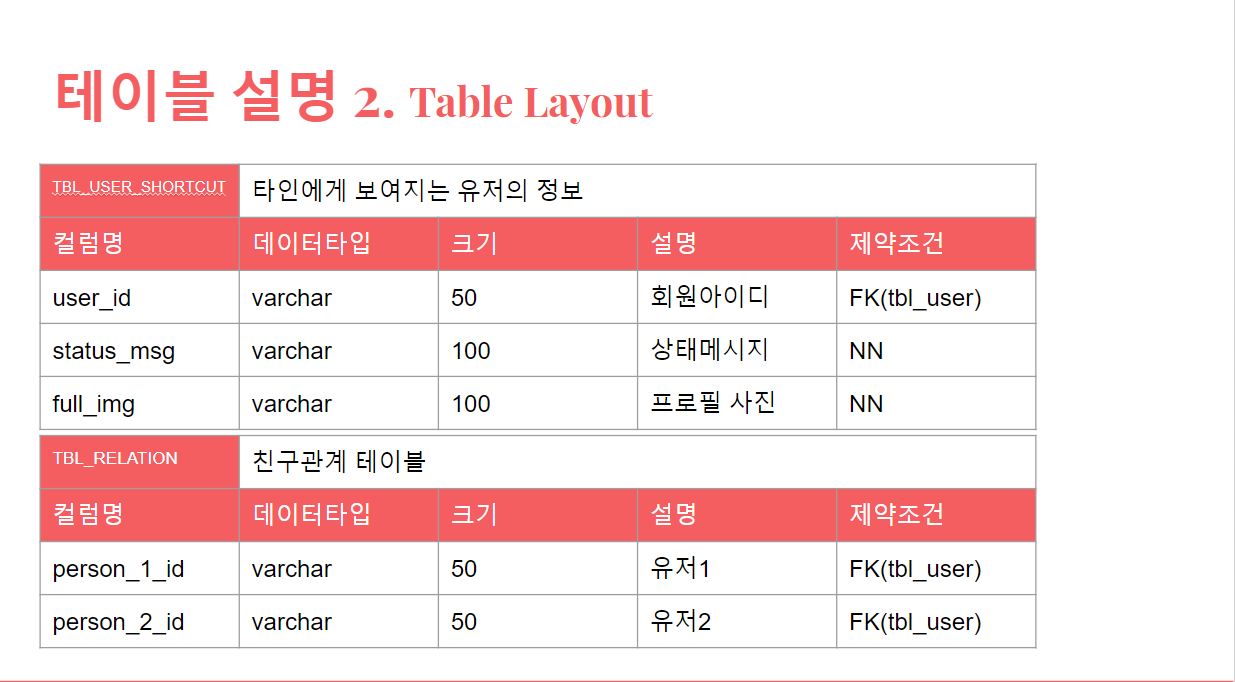 테이블 설명 2. Table Layout
TBL_USER_SHORTCUT 타인에게 보여지는 유저의 정보
컬럼명 데이터타입 크기 설명 제약조건
user_id varchar 50 회원아이디 FK(tbl_user)
status_msg varchar 100 상태메시지 NN
full_img varchar 100 프로필 사진 NN
TBL_RELATION 친구관계 테이블
컬럼명 데이터타입 크기 설명 제약조건
person_1_id varchar 50 유저1 FK(tbl_user)
person_2_id varchar 50 유저2 FK(tbl_user)